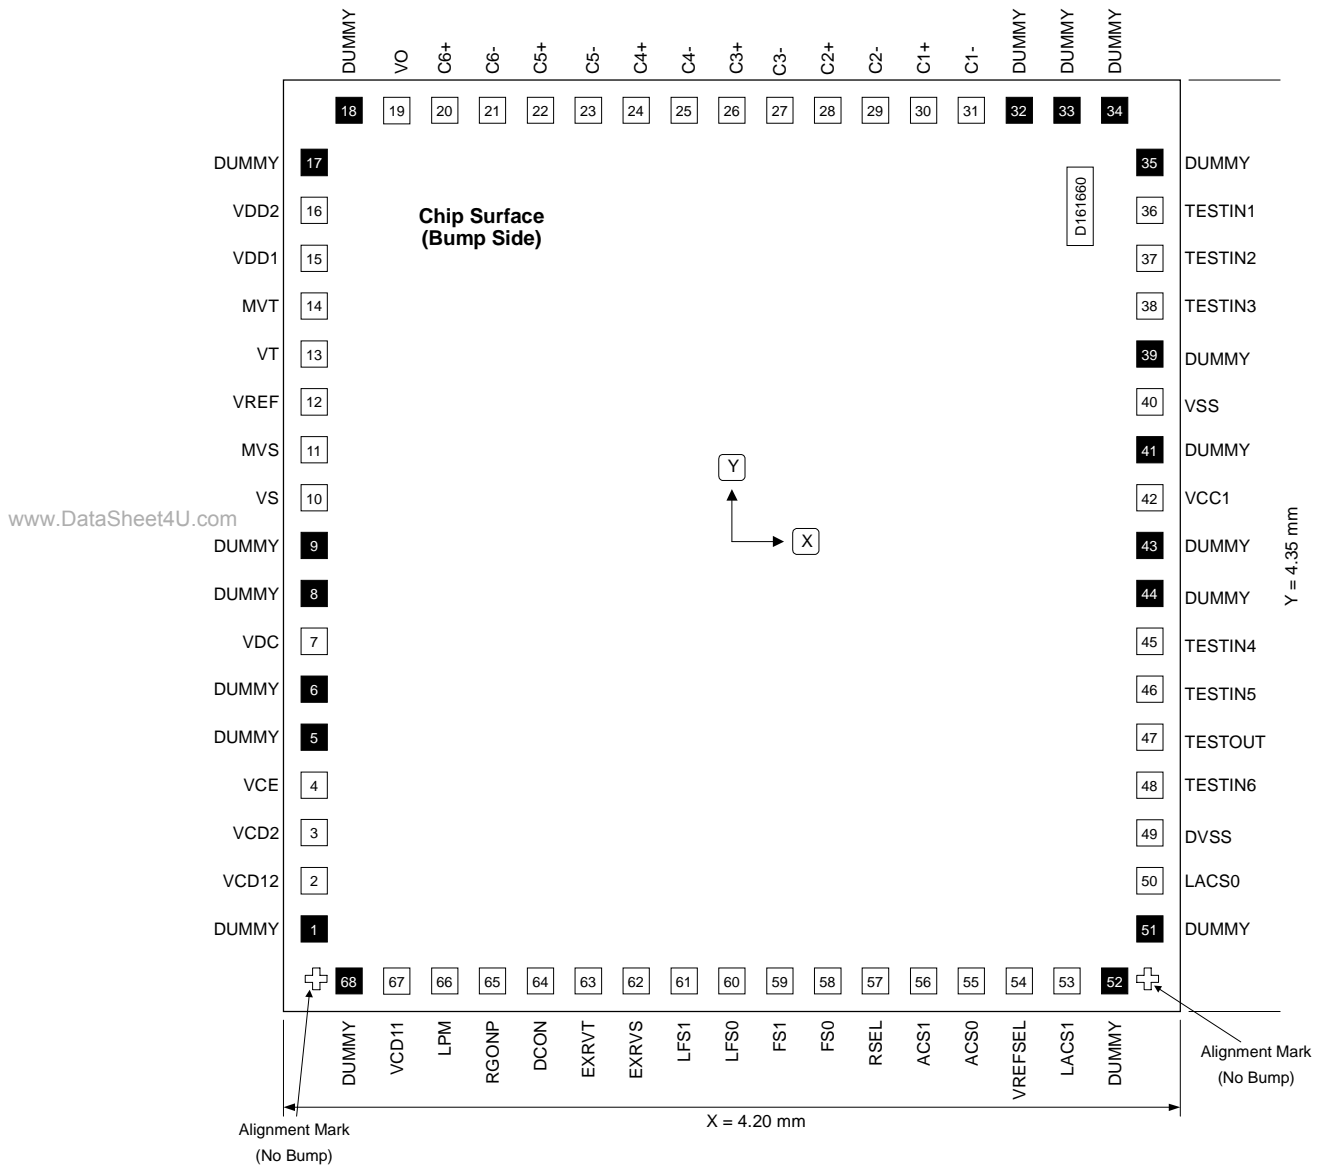 DUMMY VO C6+ C6- C5+ C5- C4+ C4- C3+ C3- C2+ C2- C1+ C1- DUMMY DUMMY DUMMY
18 19 20 21 22 23 24 25 26 27 28 29 30 31 32 33 34
DUMMY 17 35 DUMMY
D161660
VDD2 16 36 TESTIN1
Chip Surface
(Bump Side)
VDD1 15 37 TESTIN2
MVT 14 38 TESTIN3
VT 13 39 DUMMY
VREF 12 40 VSS
MVS 11 41 DUMMY
Y
VS 10 42 VCC1
www.DataSheet4U.com
X
DUMMY 9 43 DUMMY
Y = 4.35 mm
DUMMY 8 44 DUMMY
VDC 7 45 TESTIN4
DUMMY 6 46 TESTIN5
DUMMY 5 47 TESTOUT
VCE 4 48 TESTIN6
VCD2 3 49 DVSS
VCD12 2 50 LACS0
DUMMY 1 51 DUMMY
68 67 66 65 64 63 62 61 60 59 58 57 56 55 54 53 52
DUMMY VCD11 LPM RGONP DCON EXRVT EXRVS LFS1 LFS0 FS1 FS0 RSEL ACS1 ACS0 VREFSEL LACS1 DUMMY
Alignment Mark
(No Bump)
X = 4.20 mm
Alignment Mark
(No Bump)